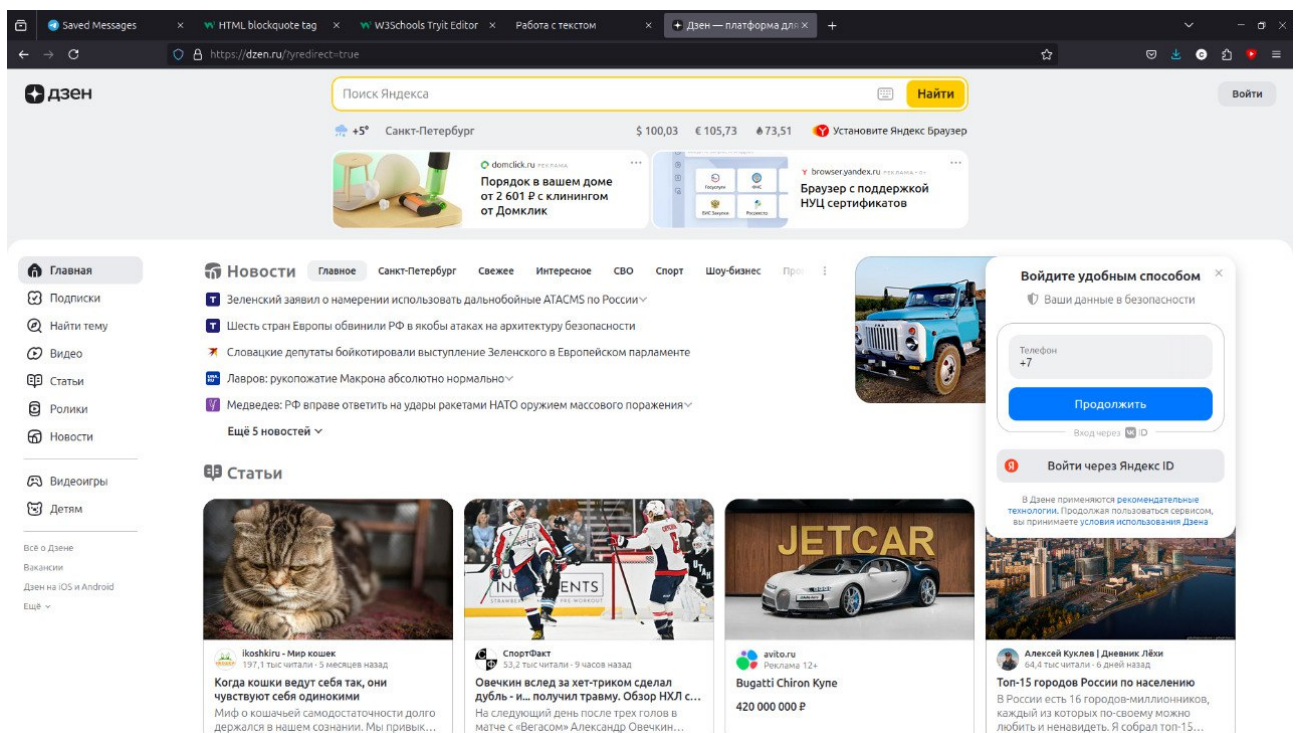 Saved Messages
HTML blockquote tag
W3Schools Tryit Editor
Работа с текстом
Дзен — платформа для
https://dzen.ru/?yredirect=true
дзен
Поиск Яндекса
Найти
Войти
+5° Санкт-Петербург
$ 100,03 € 105,73 73,51 Установите Яндекс Браузер
domclick.ru РЕКЛАМА
Порядок в вашем доме
от 2 601 ₽ с клинингом
от Домклик
Госуслуги ФНС
ЕИС Закупки Росреестр
browser.yandex.ru РЕКЛАМА • 0+
Браузер с поддержкой
НУЦ сертификатов
Главная
Подписки
Найти тему
Видео
Статьи
Ролики
Новости
Видеоигры
Детям
Всё о Дзене
Вакансии
Дзен на iOS и Android
Ещё
Новости Главное Санкт-Петербург Свежее Интересное СВО Спорт Шоу-бизнес
Зеленский заявил о намерении использовать дальнобойные ATACMS по России
Шесть стран Европы обвинили РФ в якобы атаках на архитектуру безопасности
Словацкие депутаты бойкотировали выступление Зеленского в Европейском парламенте
Лавров: рукопожатие Макрона абсолютно нормально
Медведев: РФ вправе ответить на удары ракетами НАТО оружием массового поражения
Ещё 5 новостей
Войдите удобным способом
Ваши данные в безопасности
Телефон
+7
Продолжить
Вход через VK ID
Войти через Яндекс ID
В Дзене применяются рекомендательные
технологии. Продолжая пользоваться сервисом,
вы принимаете условия использования Дзена
Статьи
JETCAR
ikoshkiru - Мир кошек
197,1 тыс читали · 5 месяцев назад
Когда кошки ведут себя так, они
чувствуют себя одинокими
Миф о кошачьей самодостаточности долго
держался в нашем сознании. Мы привык…
СпортФакт
53,2 тыс читали · 9 часов назад
Овечкин вслед за хет-триком сделал
дубль - и... получил травму. Обзор НХЛ с…
На следующий день после трех голов в
матче с «Вегасом» Александр Овечкин…
avito.ru
Реклама 12+
Bugatti Chiron Купе
420 000 000 ₽
Алексей Куклев | Дневник Лёхи
64,4 тыс читали · 6 дней назад
Топ-15 городов России по населению
В России есть 16 городов-миллионников,
каждый из которых по-своему можно
любить и ненавидеть. Я собрал топ-15…